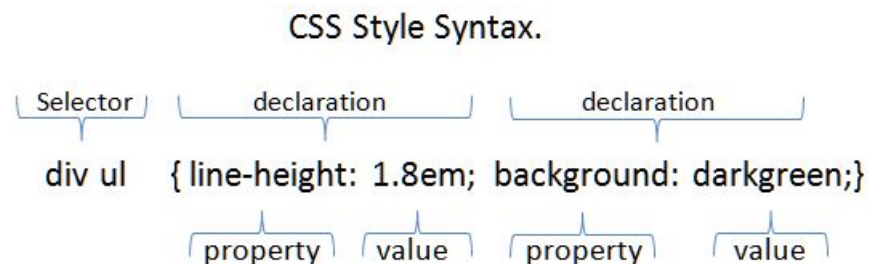 CSS Style Syntax.
Selector declaration declaration
div ul { line-height: 1.8em; background: darkgreen;}
property value property value